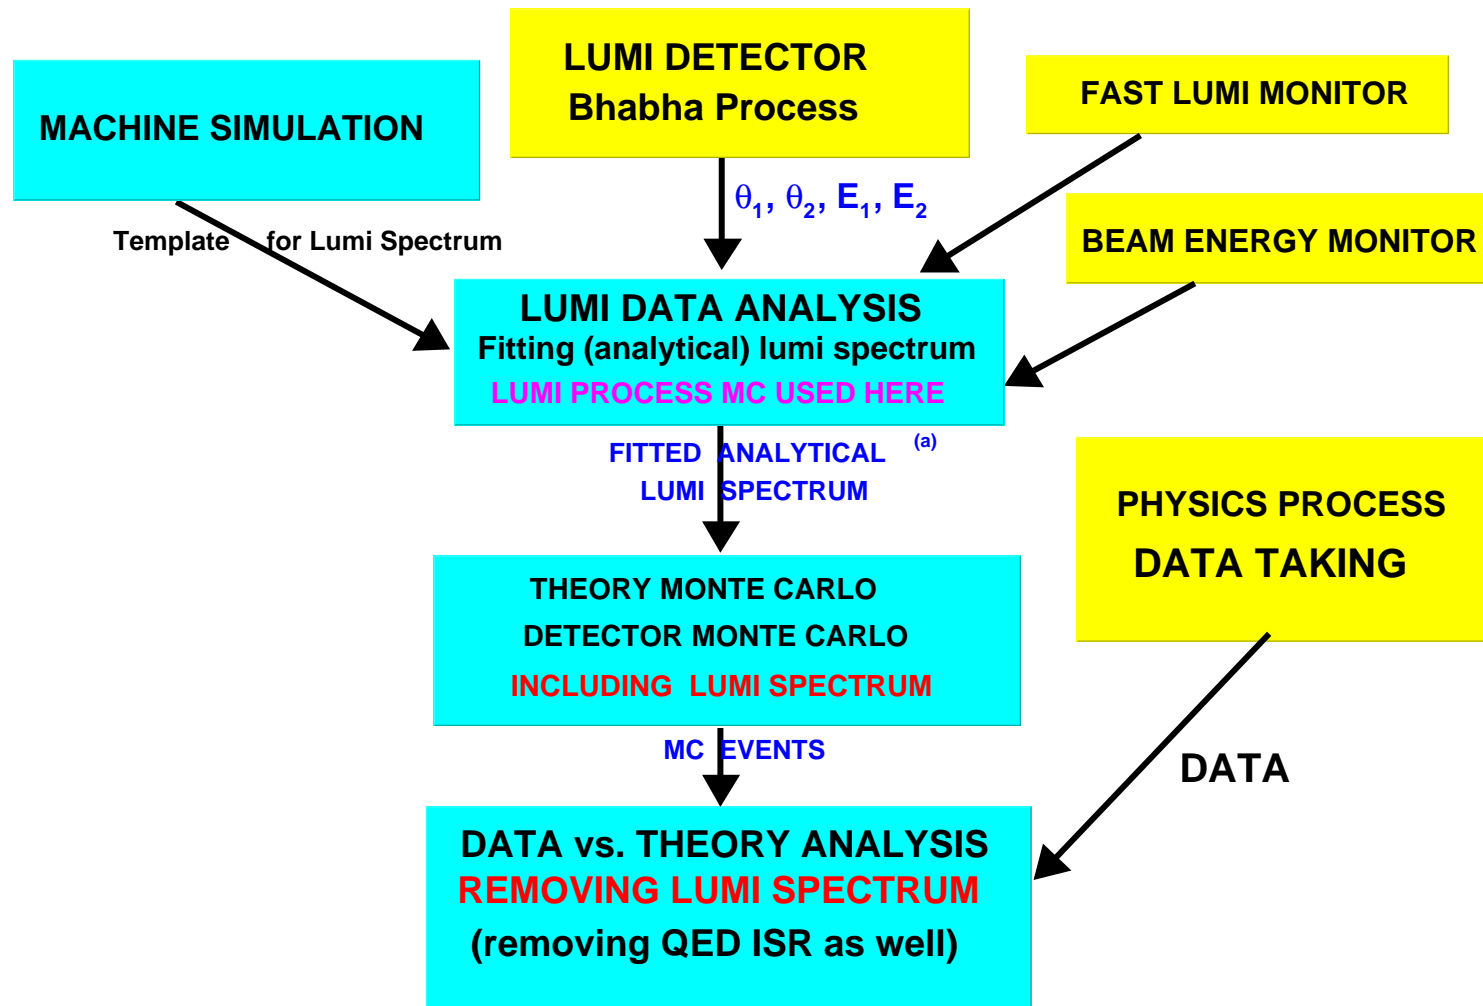 LUMI DETECTOR
Bhabha Process
FAST LUMI MONITOR
MACHINE SIMULATION
θ1, θ2, E1, E2
Template for Lumi Spectrum
BEAM ENERGY MONITOR
LUMI DATA ANALYSIS
Fitting (analytical) lumi spectrum
LUMI PROCESS MC USED HERE
FITTED ANALYTICAL (a)
LUMI SPECTRUM
PHYSICS PROCESS
DATA TAKING
THEORY MONTE CARLO
DETECTOR MONTE CARLO
INCLUDING LUMI SPECTRUM
MC EVENTS
DATA
DATA vs. THEORY ANALYSIS
REMOVING LUMI SPECTRUM
(removing QED ISR as well)